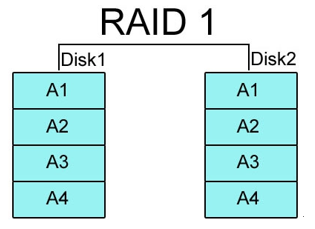 RAID 1
Disk1 Disk2
A1 A1
A2 A2
A3 A3
A4 A4